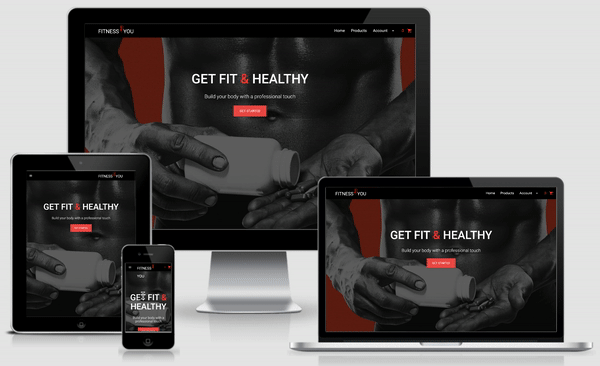 FITNESS&YOU
Home Products Account
GET FIT & HEALTHY
Build your body with a professional touch
GET STARTED
FITNESS&YOU
GET FIT & HEALTHY
Build your body with a professional touch
GET STARTED
FITNESS&
YOU
GET FIT &
HEALTHY
Build your body with a
professional touch
FITNESS&YOU
Home Products Account
GET FIT & HEALTHY
Build your body with a professional touch
GET STARTED